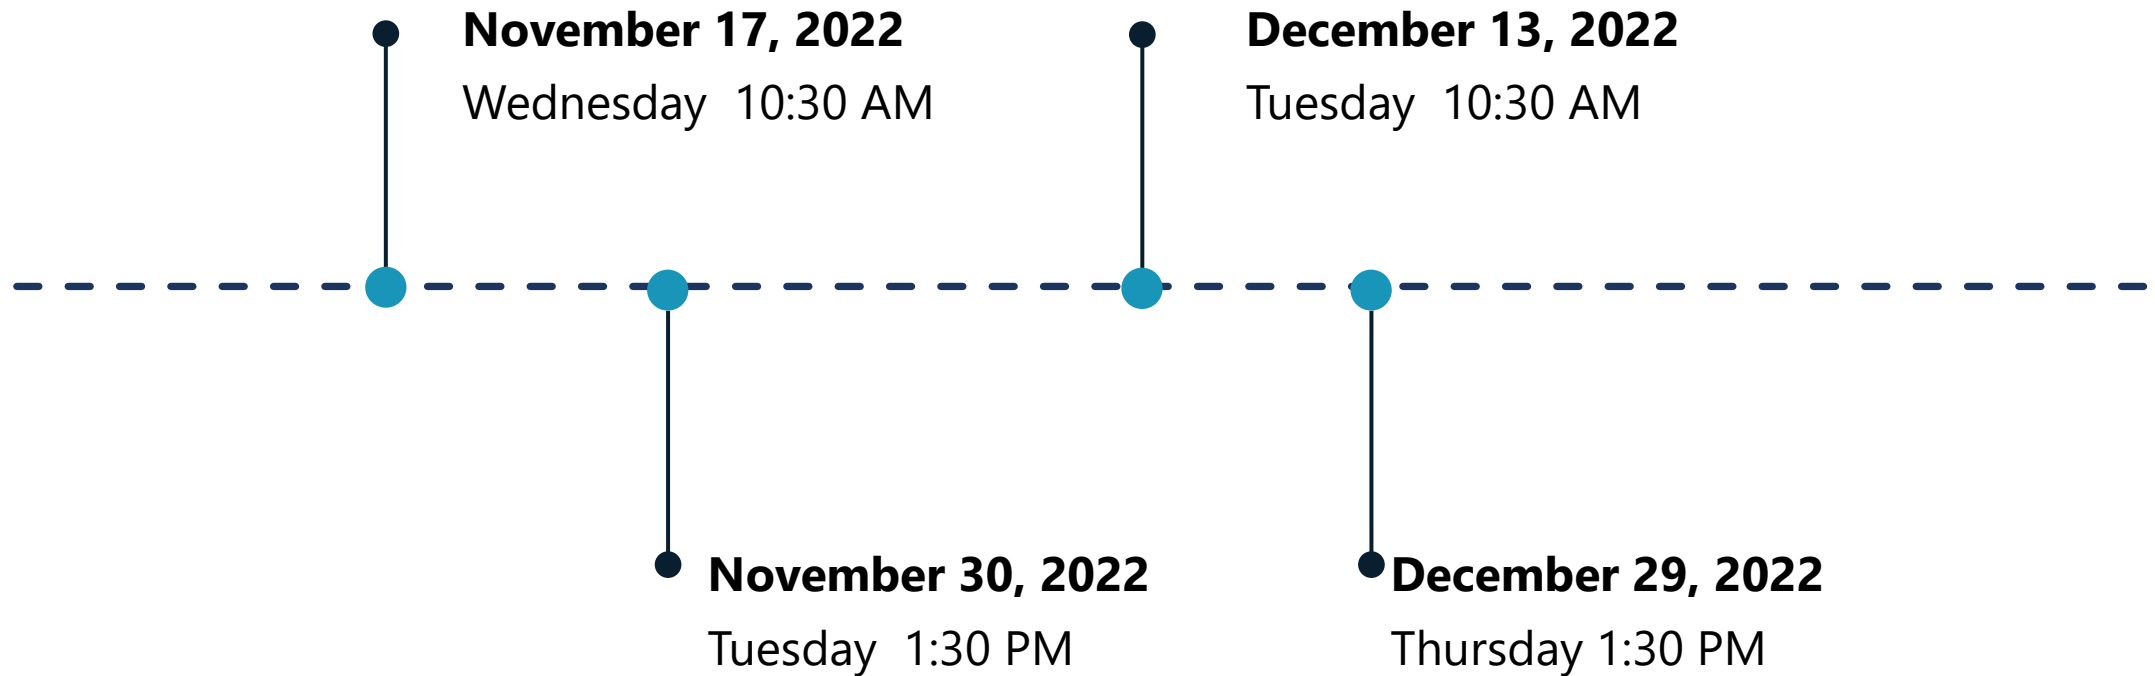 November 17, 2022
Wednesday  10:30 AM
December 13, 2022
Tuesday  10:30 AM
November 30, 2022
Tuesday  1:30 PM
December 29, 2022
Thursday 1:30 PM